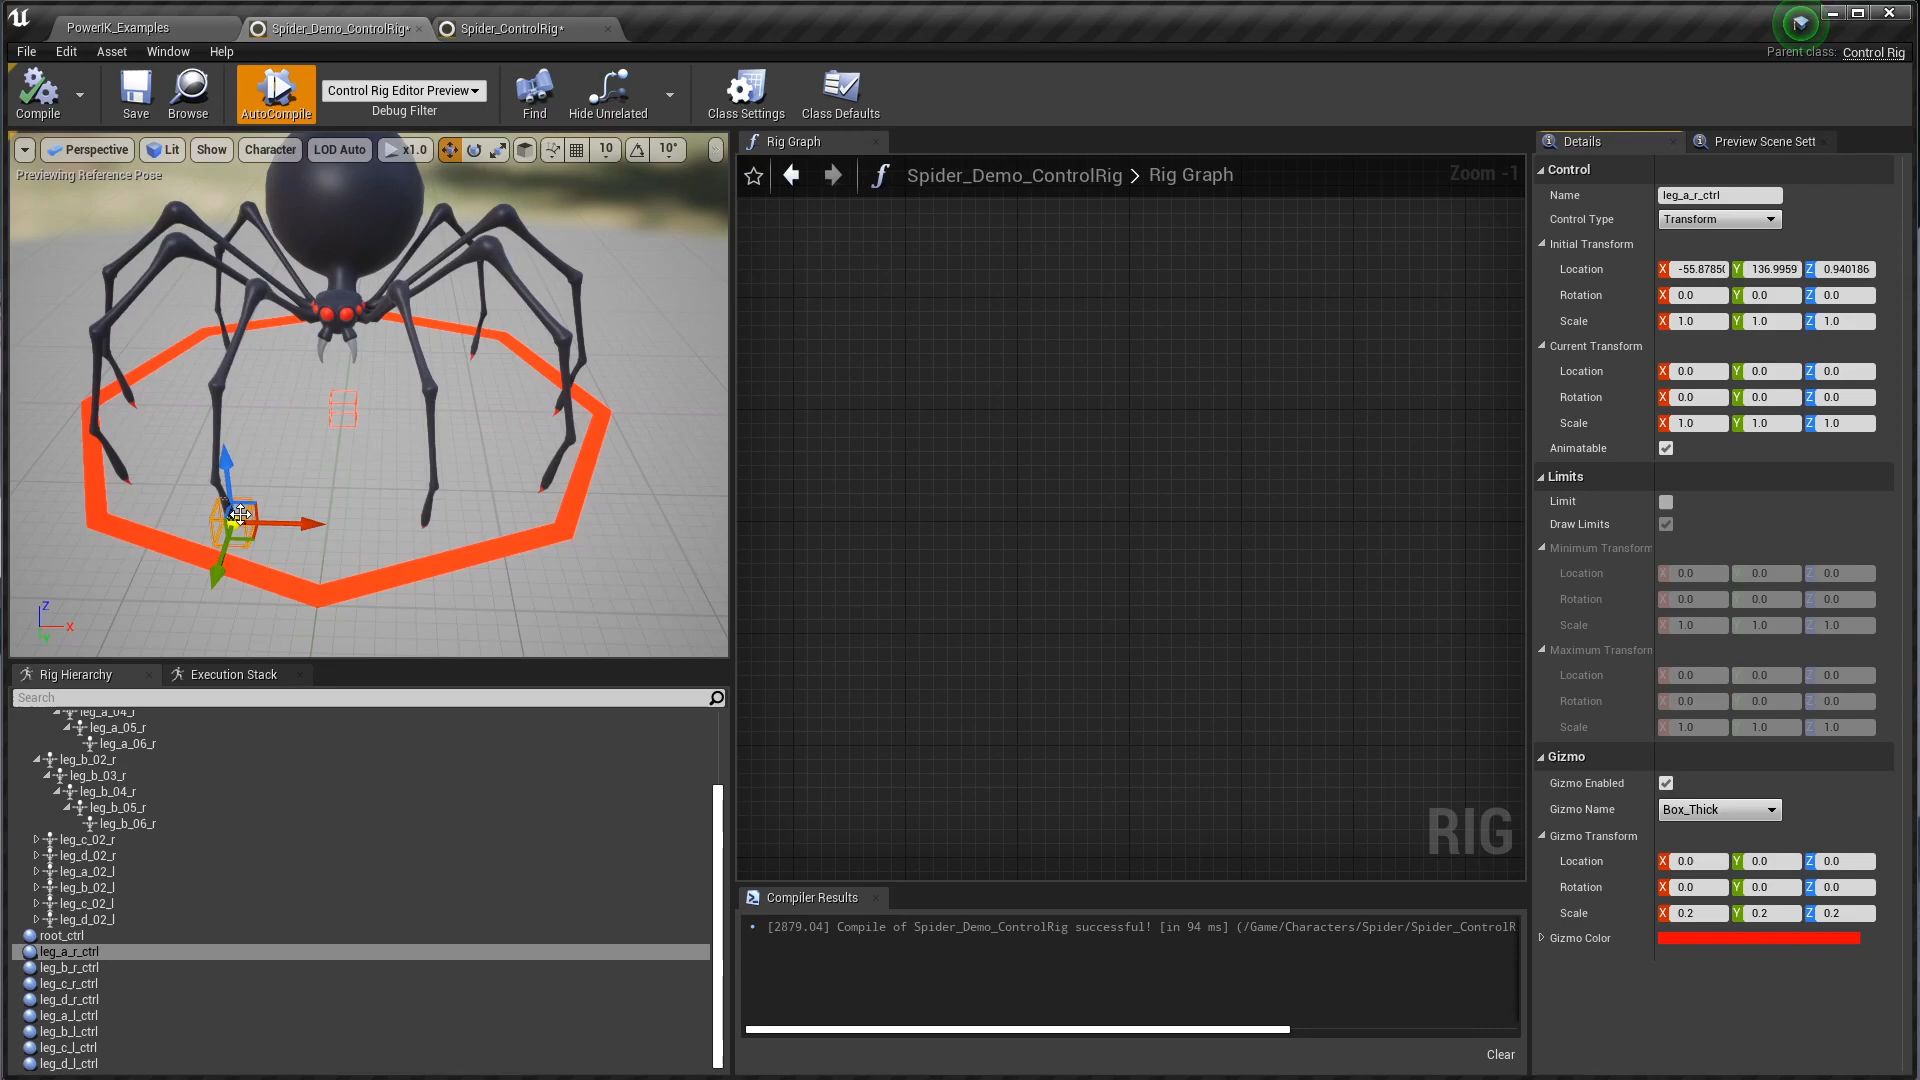 PowerIK_Examples
Spider_Demo_ControlRig*
Spider_ControlRig*
File Edit Asset Window Help
Parent class: Control Rig
Compile
Save
Browse
AutoCompile
Control Rig Editor Preview
Debug Filter
Find
Hide Unrelated
Class Settings
Class Defaults
Perspective
Lit
Show
Character
LOD Auto
x1.0
10
10°
Previewing Reference Pose
Z
X
Y
Rig Hierarchy
Execution Stack
Search
leg_a_04_r
leg_a_05_r
leg_a_06_r
leg_b_02_r
leg_b_03_r
leg_b_04_r
leg_b_05_r
leg_b_06_r
leg_c_02_r
leg_d_02_r
leg_a_02_l
leg_b_02_l
leg_c_02_l
leg_d_02_l
root_ctrl
leg_a_r_ctrl
leg_b_r_ctrl
leg_c_r_ctrl
leg_d_r_ctrl
leg_a_l_ctrl
leg_b_l_ctrl
leg_c_l_ctrl
leg_d_l_ctrl
Rig Graph
Spider_Demo_ControlRig > Rig Graph
Zoom -1
RIG
Compiler Results
[2879.04] Compile of Spider_Demo_ControlRig successful! [in 94 ms] (/Game/Characters/Spider/Spider_ControlR
Clear
Details
Preview Scene Sett
Control
Name leg_a_r_ctrl
Control Type Transform
Initial Transform
Location X -55.8785( Y 136.9959 Z 0.940186
Rotation X 0.0 Y 0.0 Z 0.0
Scale X 1.0 Y 1.0 Z 1.0
Current Transform
Location X 0.0 Y 0.0 Z 0.0
Rotation X 0.0 Y 0.0 Z 0.0
Scale X 1.0 Y 1.0 Z 1.0
Animatable
Limits
Limit
Draw Limits
Minimum Transform
Location X 0.0 Y 0.0 Z 0.0
Rotation X 0.0 Y 0.0 Z 0.0
Scale X 1.0 Y 1.0 Z 1.0
Maximum Transform
Location X 0.0 Y 0.0 Z 0.0
Rotation X 0.0 Y 0.0 Z 0.0
Scale X 1.0 Y 1.0 Z 1.0
Gizmo
Gizmo Enabled
Gizmo Name Box_Thick
Gizmo Transform
Location X 0.0 Y 0.0 Z 0.0
Rotation X 0.0 Y 0.0 Z 0.0
Scale X 0.2 Y 0.2 Z 0.2
Gizmo Color